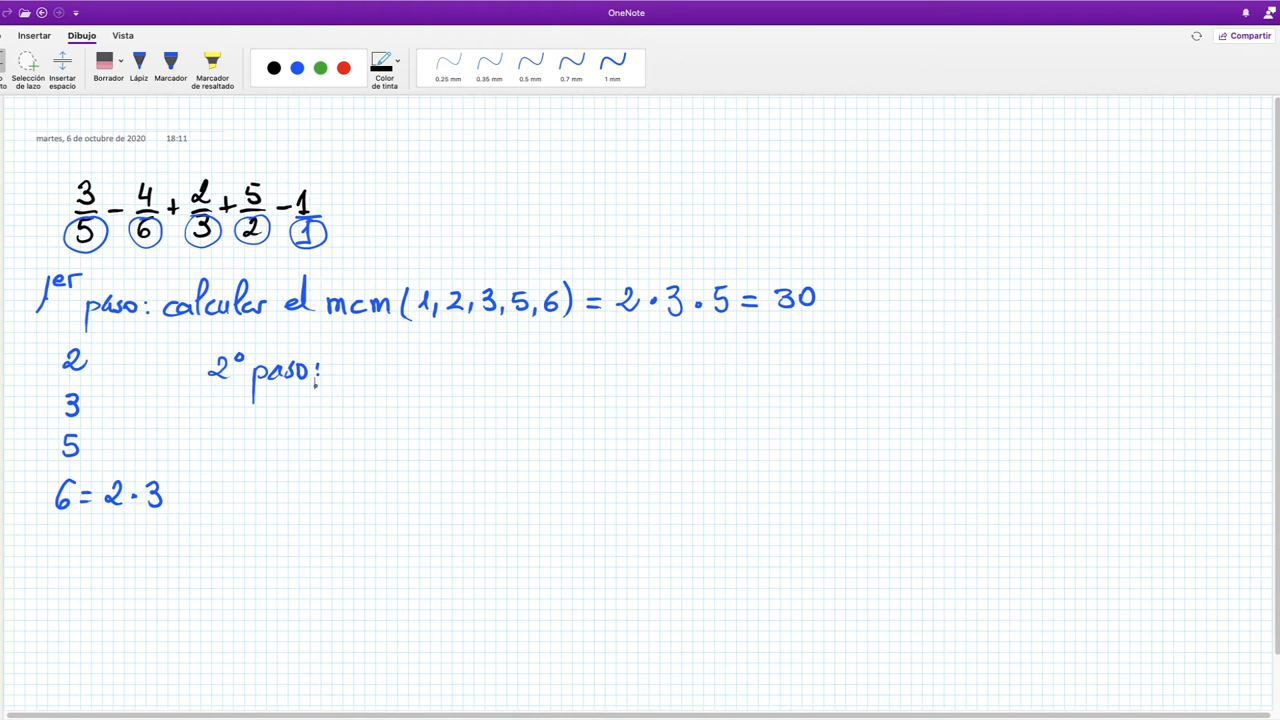 OneNote
Insertar Dibujo Vista
Compartir
Borrador Lápiz Marcador Marcador de resaltado
Selección de lazo
Insertar espacio
Color de tinta
0.25 mm 0.35 mm 0.5 mm 0.7 mm 1 mm
martes, 6 de octubre de 2020 18:11
3/5 - 4/6 + 2/3 + 5/2 - 1/1
1er paso: calcular el mcm (1, 2, 3, 5, 6) = 2 · 3 · 5 = 30
2
2º paso:
3
5
6 = 2 · 3